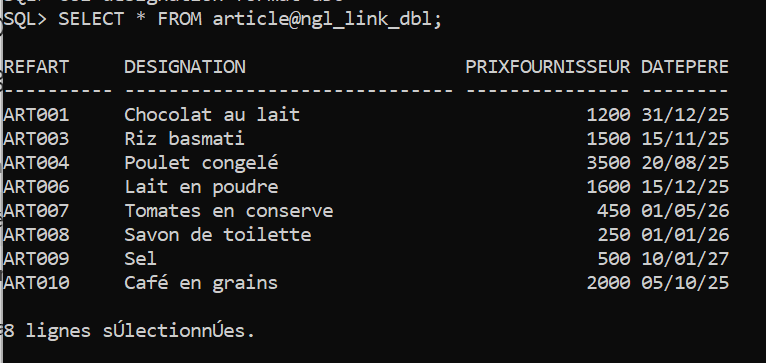 SQL> SELECT * FROM article@ngl_link_dbl;
REFART     DESIGNATION                    PRIXFOURNISSEUR DATEPERE
---------- ------------------------------ --------------- --------
ART001     Chocolat au lait                          1200 31/12/25
ART003     Riz basmati                               1500 15/11/25
ART004     Poulet congelé                            3500 20/08/25
ART006     Lait en poudre                            1600 15/12/25
ART007     Tomates en conserve                        450 01/05/26
ART008     Savon de toilette                          250 01/01/26
ART009     Sel                                        500 10/01/27
ART010     Café en grains                            2000 05/10/25
8 lignes sÚlectionnÚes.